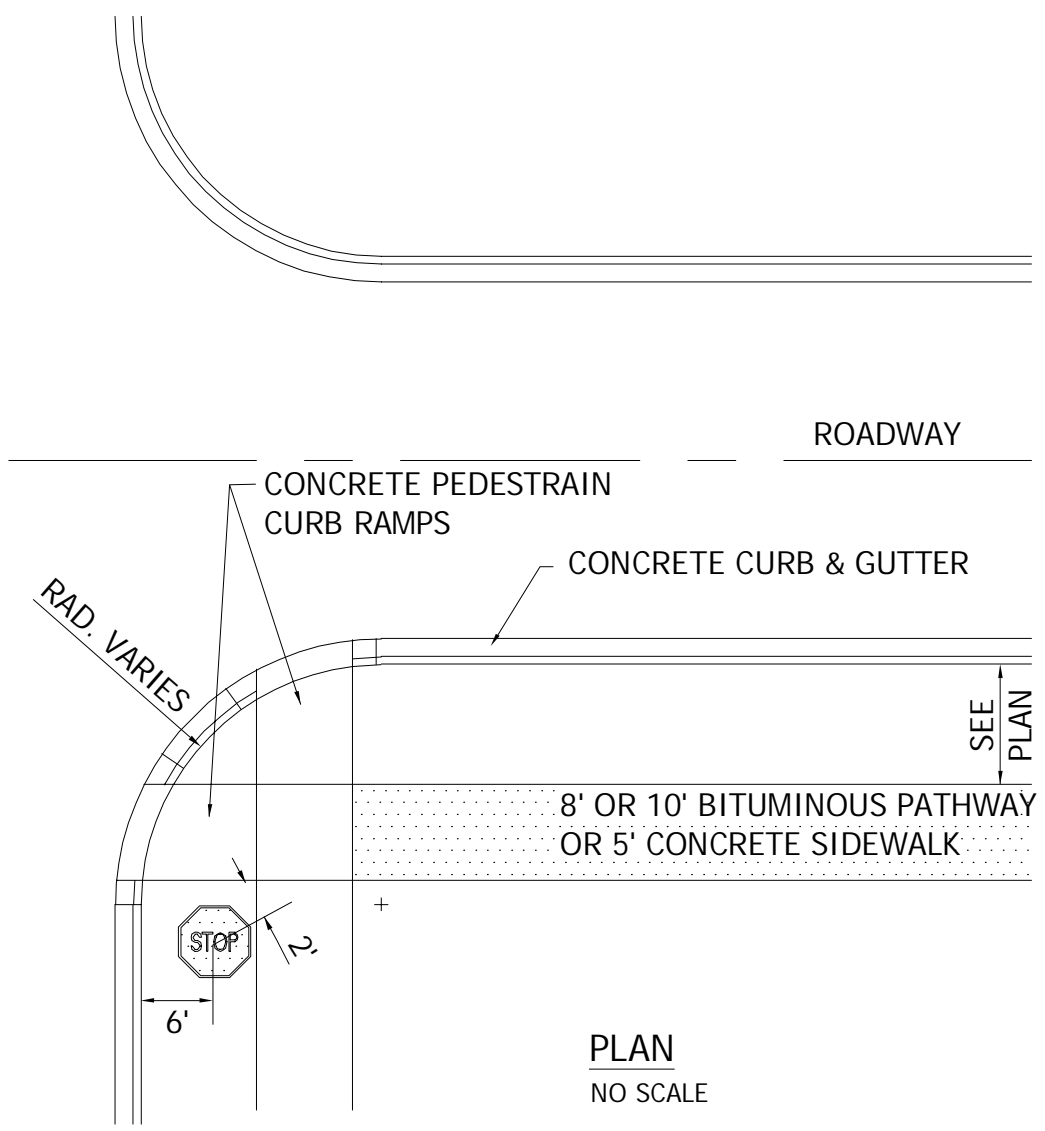 ROADWAY
CONCRETE PEDESTRAIN
CURB RAMPS
CONCRETE CURB & GUTTER
RAD. VARIES
SEE
PLAN
8' OR 10' BITUMINOUS PATHWAY
OR 5' CONCRETE SIDEWALK
STOP
2'
6'
PLAN
NO SCALE